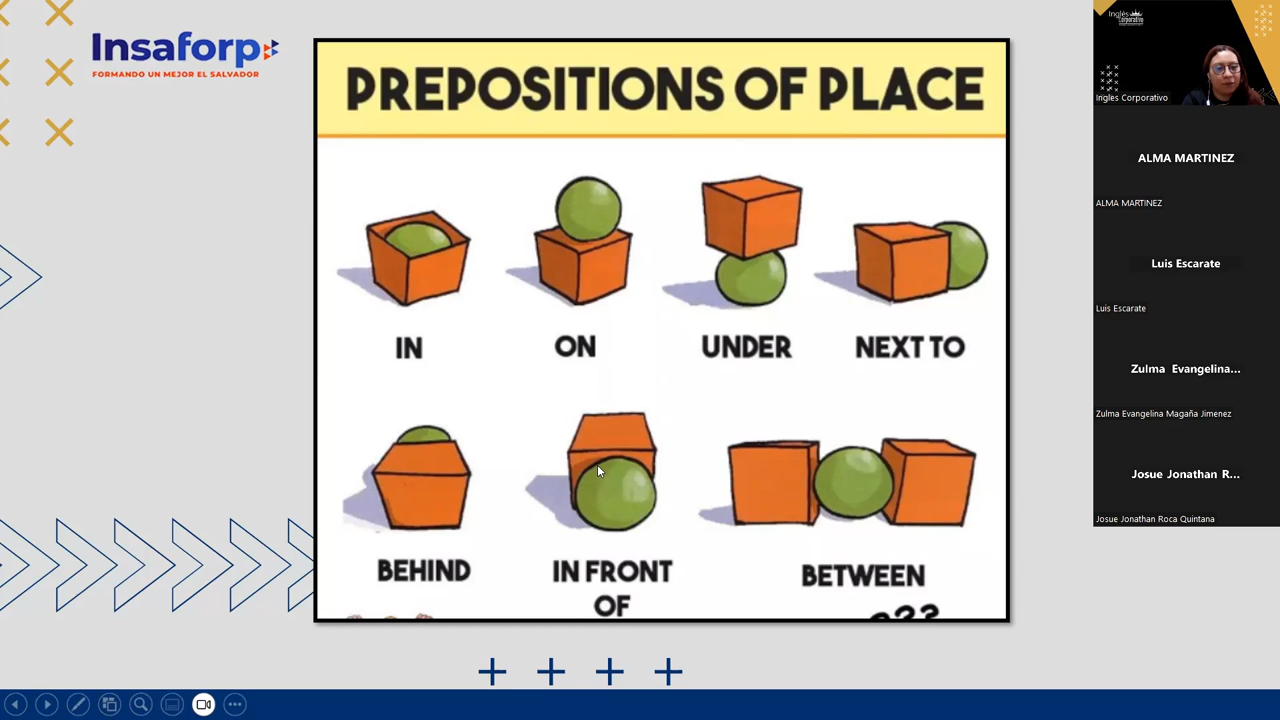 Insaforp
FORMANDO UN MEJOR EL SALVADOR
PREPOSITIONS OF PLACE
IN
ON
UNDER
NEXT TO
BEHIND
IN FRONT
OF
BETWEEN
Inglés
Corporativo
Ingles Corporativo
ALMA MARTINEZ
ALMA MARTINEZ
Luis Escarate
Luis Escarate
Zulma Evangelina...
Zulma Evangelina Magaña Jimenez
Josue Jonathan R...
Josue Jonathan Roca Quintana